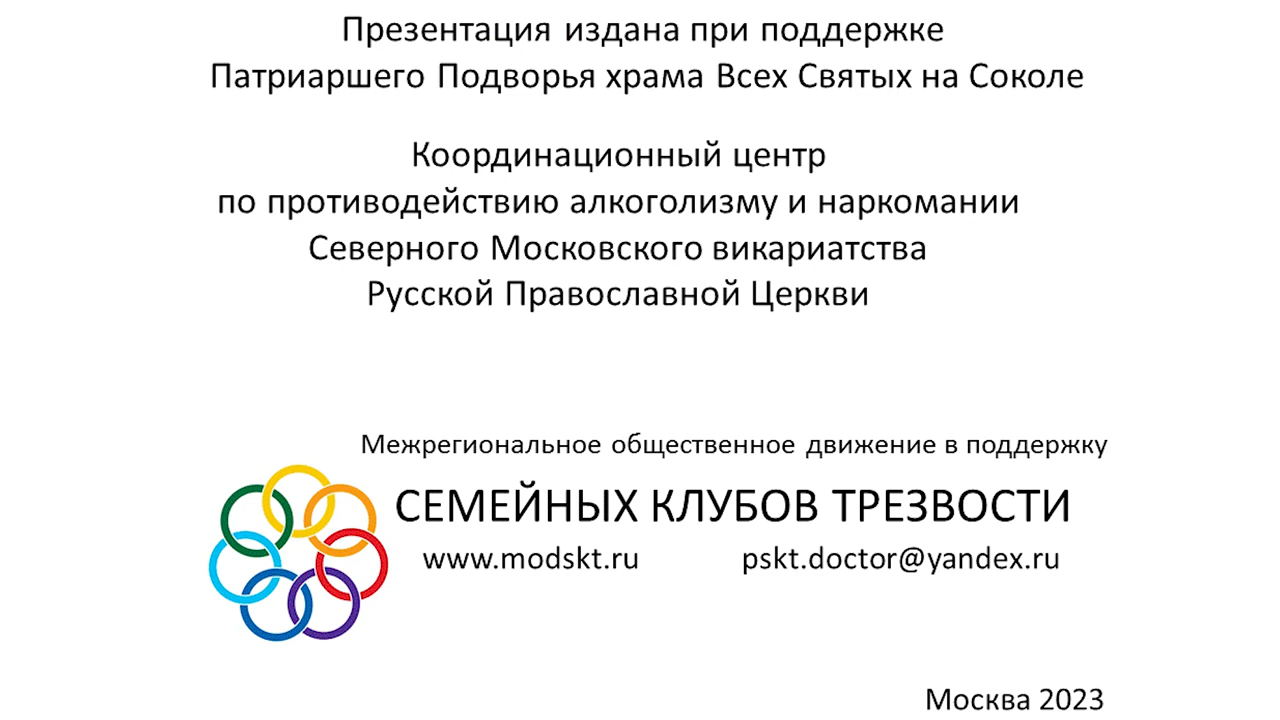 Презентация издана при поддержке
Патриаршего Подворья храма Всех Святых на Соколе
Координационный центр
по противодействию алкоголизму и наркомании
Северного Московского викариатства
Русской Православной Церкви
Межрегиональное общественное движение в поддержку
СЕМЕЙНЫХ КЛУБОВ ТРЕЗВОСТИ
www.modskt.ru pskt.doctor@yandex.ru
Москва 2023